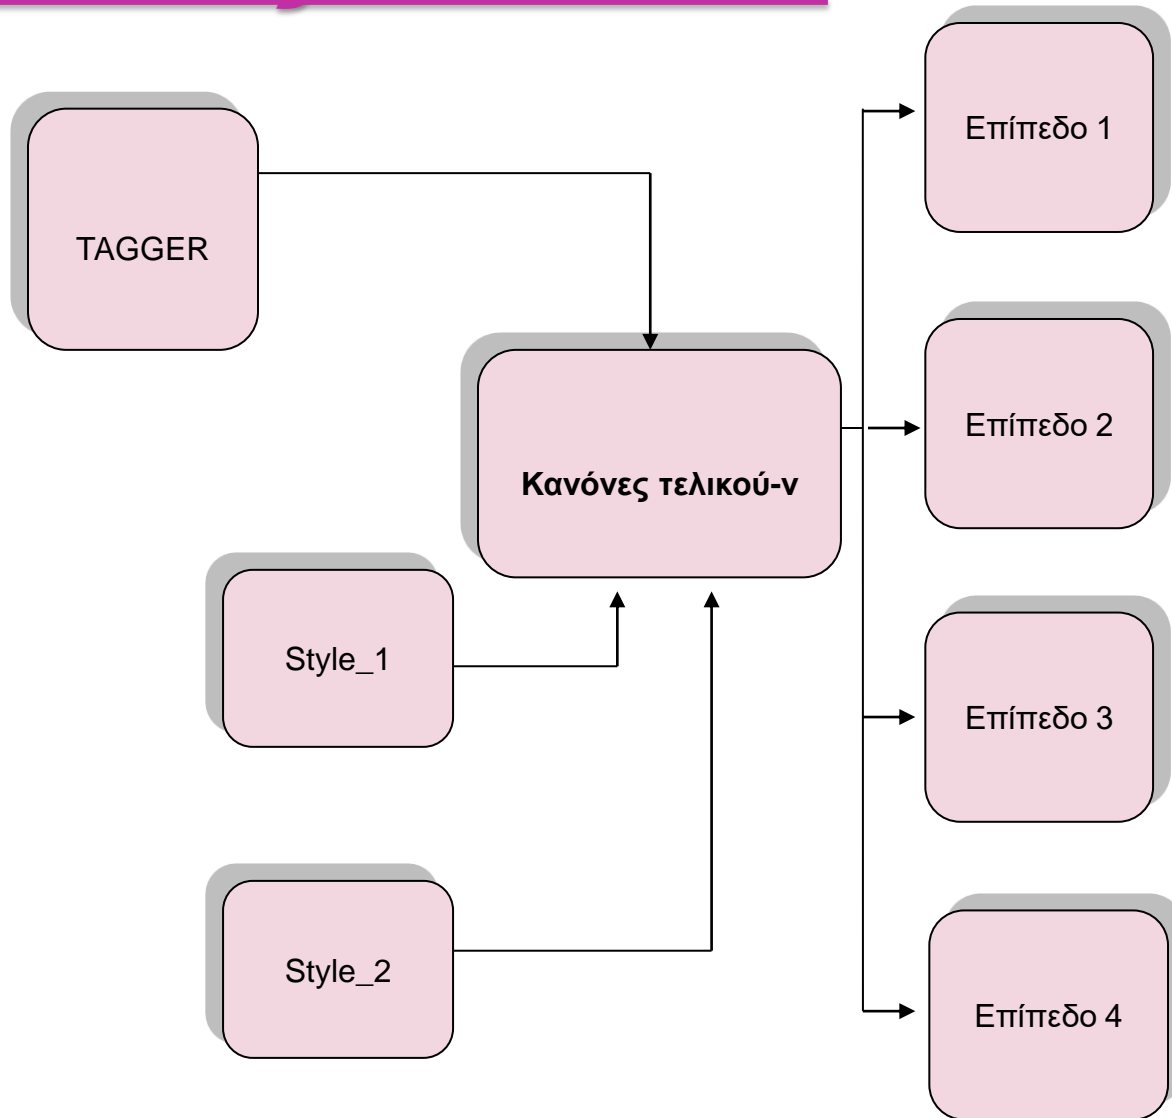 Επίπεδο 1
TAGGER
Επίπεδο 2
Κανόνες τελικού-ν
Style_1
Επίπεδο 3
Style_2
Επίπεδο 4